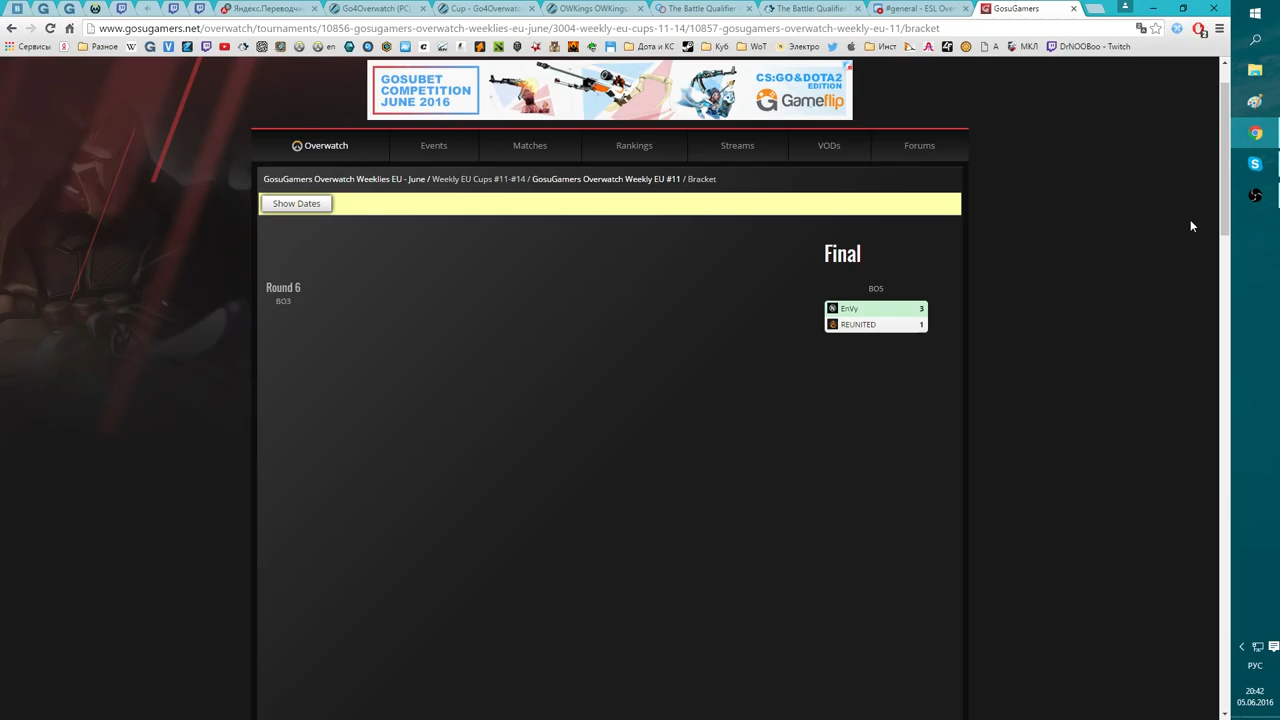 Яндекс.Переводчи
Go4Overwatch (PC)
Cup - Go4Overwatc
OWKings OWKings
The Battle Qualifier
The Battle: Qualifier
#general - ESL Over
GosuGamers
www.gosugamers.net/overwatch/tournaments/10856-gosugamers-overwatch-weeklies-eu-june/3004-weekly-eu-cups-11-14/10857-gosugamers-overwatch-weekly-eu-11/bracket
Сервисы
Разное
en
Дота и КС
Куб
WoT
Электро
Инст
А
МКЛ
DrNOOBoo - Twitch
GOSUBET
COMPETITION
JUNE 2016
CS:GO&DOTA2
EDITION
Gameflip
Overwatch
Events
Matches
Rankings
Streams
VODs
Forums
GosuGamers Overwatch Weeklies EU - June / Weekly EU Cups #11-#14 / GosuGamers Overwatch Weekly EU #11 / Bracket
Show Dates
Final
Round 6
BO3
BO5
EnVy 3
REUNITED 1
РУС
20:42
05.06.2016